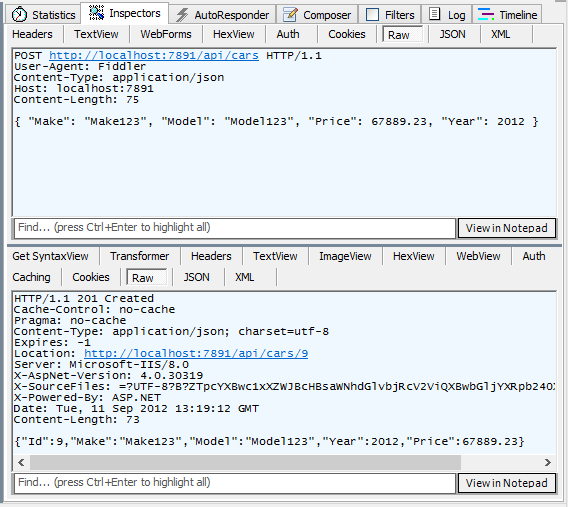 Statistics Inspectors AutoResponder Composer Filters Log Timeline
Headers TextView WebForms HexView Auth Cookies Raw JSON XML
POST http://localhost:7891/api/cars HTTP/1.1
User-Agent: Fiddler
Content-Type: application/json
Host: localhost:7891
Content-Length: 75
{ "Make": "Make123", "Model": "Model123", "Price": 67889.23, "Year": 2012 }
Find... (press Ctrl+Enter to highlight all) View in Notepad
Get SyntaxView Transformer Headers TextView ImageView HexView WebView Auth
Caching Cookies Raw JSON XML
HTTP/1.1 201 Created
Cache-Control: no-cache
Pragma: no-cache
Content-Type: application/json; charset=utf-8
Expires: -1
Location: http://localhost:7891/api/cars/9
Server: Microsoft-IIS/8.0
X-AspNet-Version: 4.0.30319
X-SourceFiles: =?UTF-8?B?ZTpcYXBwc1xXZWJBcHBsaWNhdGlvbjRcV2ViQXBwbGljYXRpb240X
X-Powered-By: ASP.NET
Date: Tue, 11 Sep 2012 13:19:12 GMT
Content-Length: 73
{"Id":9,"Make":"Make123","Model":"Model123","Year":2012,"Price":67889.23}
Find... (press Ctrl+Enter to highlight all) View in Notepad